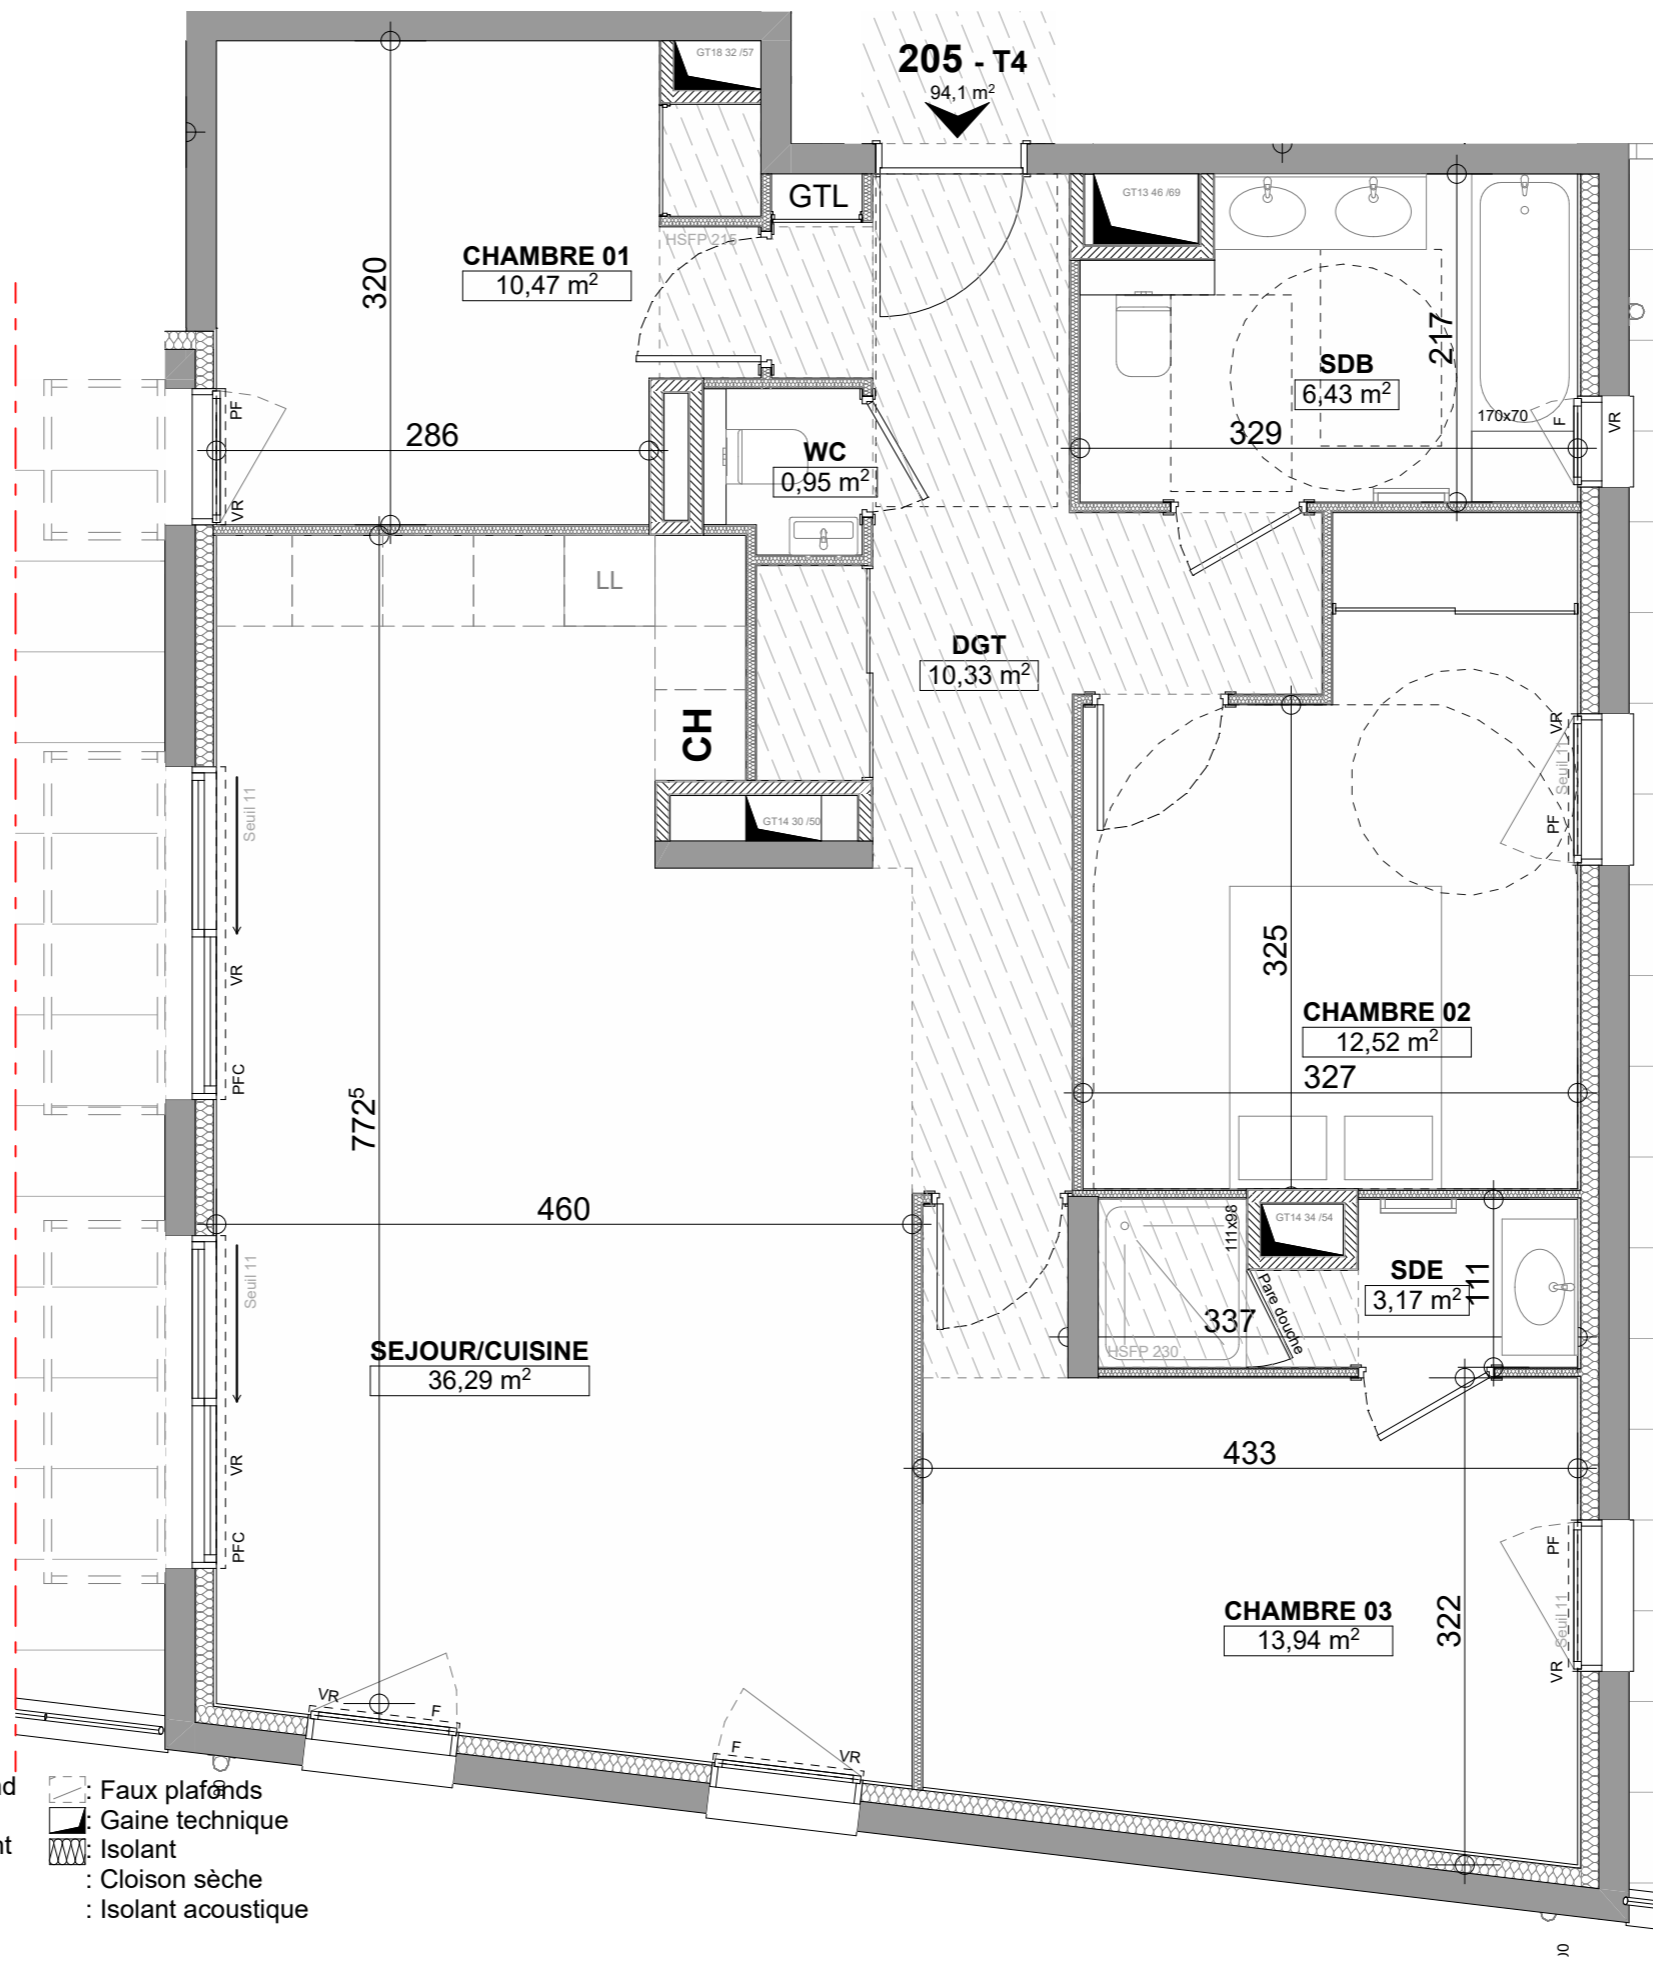 GT18 32 /57
205 - T4
94,1 m²
GTL
GT13 46 /69
HSFP 215
CHAMBRE 01
10,47 m²
320
SDB
6,43 m²
217
170x70
F
VR
PF
VR
286
WC
0,95 m²
329
LL
DGT
10,33 m²
CH
GT14 30 /50
Seuil 11
VR
PFC
VR
Seuil 11
PF
325
CHAMBRE 02
12,52 m²
327
772⁵
460
Seuil 11
VR
PFC
111x98
GT14 34 /54
SDE
3,17 m²
111
Pare douche
337
HSFP 230
SEJOUR/CUISINE
36,29 m²
433
CHAMBRE 03
13,94 m²
322
PF
Seuil 11
VR
VR
F
F
VR
: Faux plafonds
: Gaine technique
: Isolant
: Cloison sèche
: Isolant acoustique